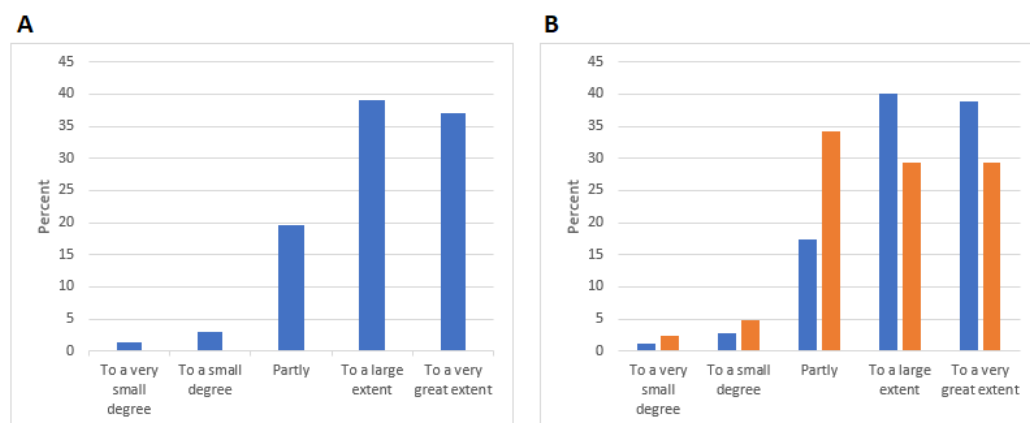 A
B
45
40
35
30
25
20
15
10
5
0
Percent
To a very
small
degree
To a small
degree
Partly
To a large
extent
To a very
great extent
45
40
35
30
25
20
15
10
5
0
Percent
To a very
small
degree
To a small
degree
Partly
To a large
extent
To a very
great extent